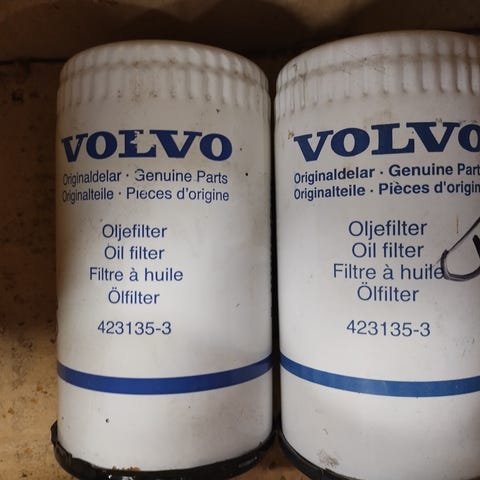 VOLVO
Originaldelar · Genuine Parts
Originalteile · Pièces d'origine
Oljefilter
Oil filter
Filtre à huile
Ölfilter
423135-3
VOLVO
Originaldelar · Genuine Parts
Originalteile · Pièces d'origin
Oljefilter
Oil filter
Filtre à huile
Ölfilter
423135-3